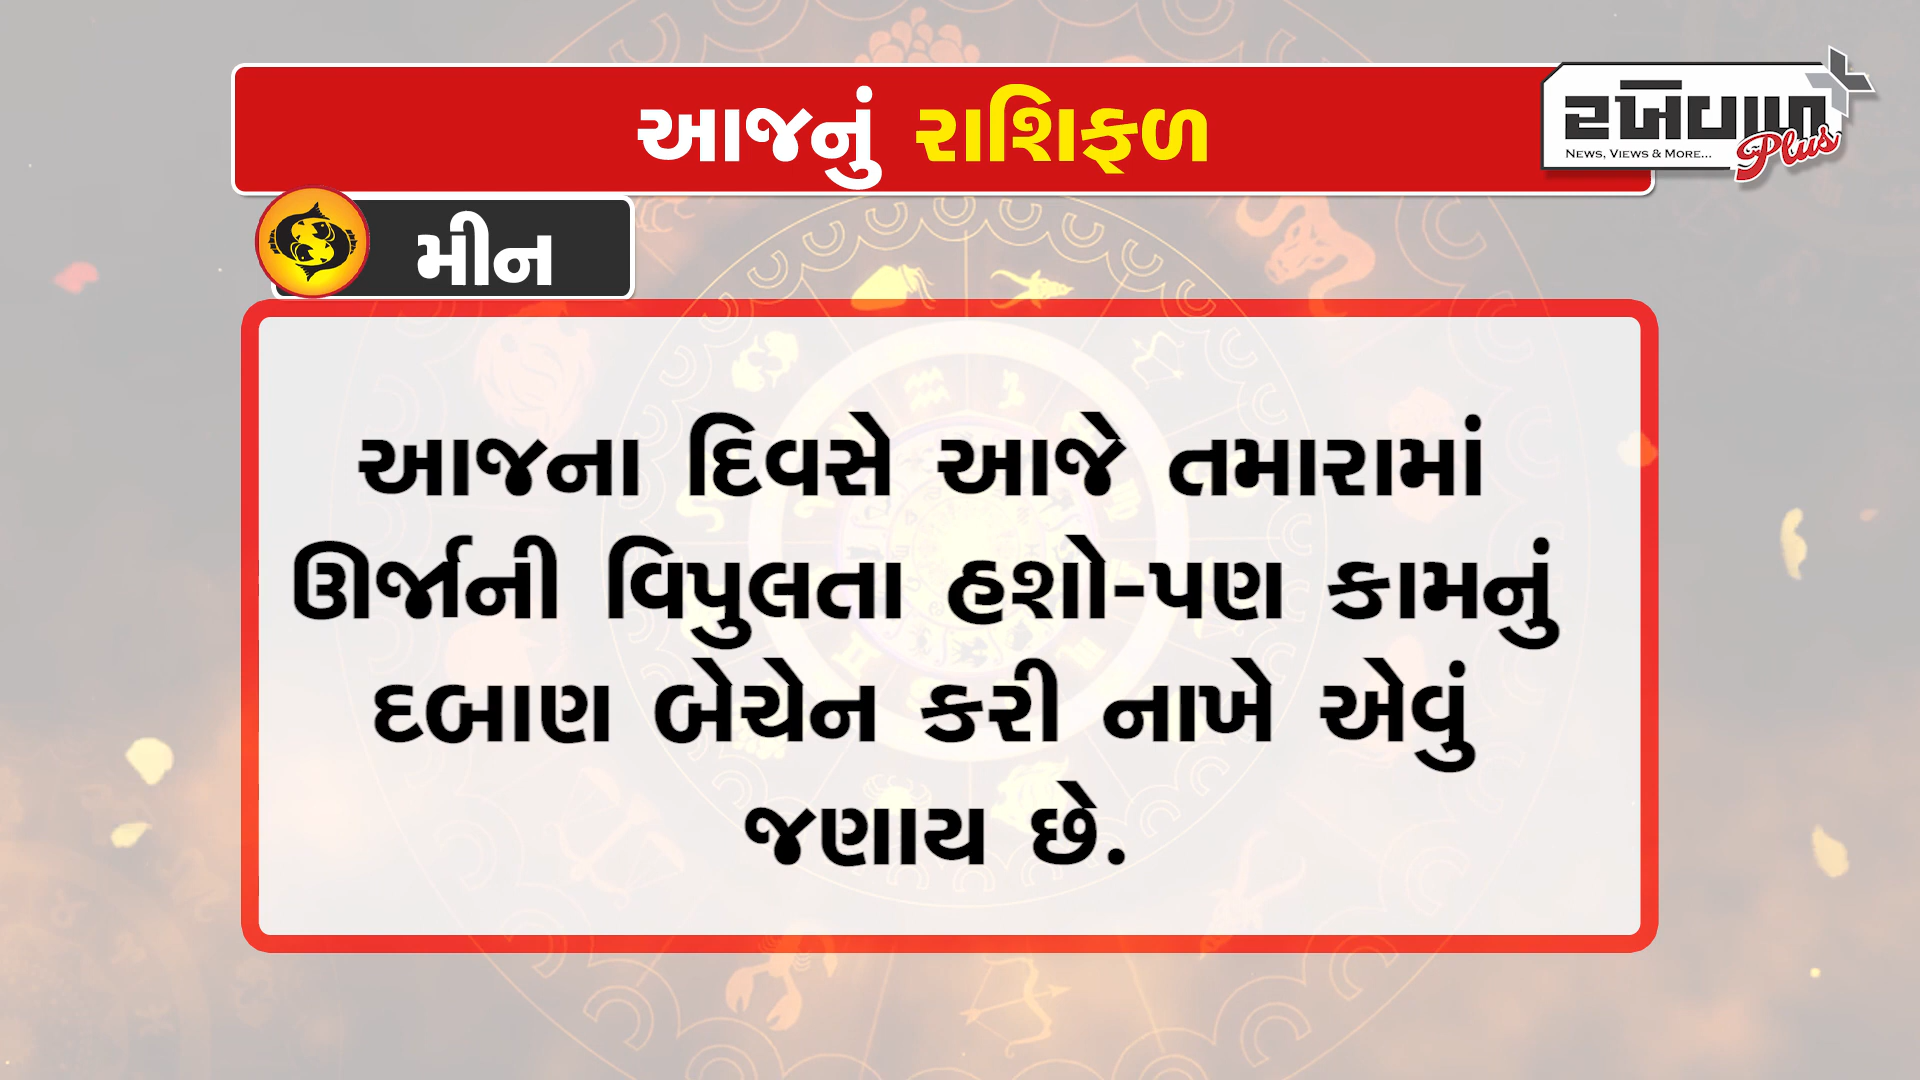 આજનું રાશિફળ
રખેવાળ
Plus
NEWS, VIEWS & MORE...
મીન
આજના દિવસે આજે તમારામાં
ઊર્જાની વિપુલતા હશો-પણ કામનું
દબાણ બેચેન કરી નાખે એવું
જણાય છે.